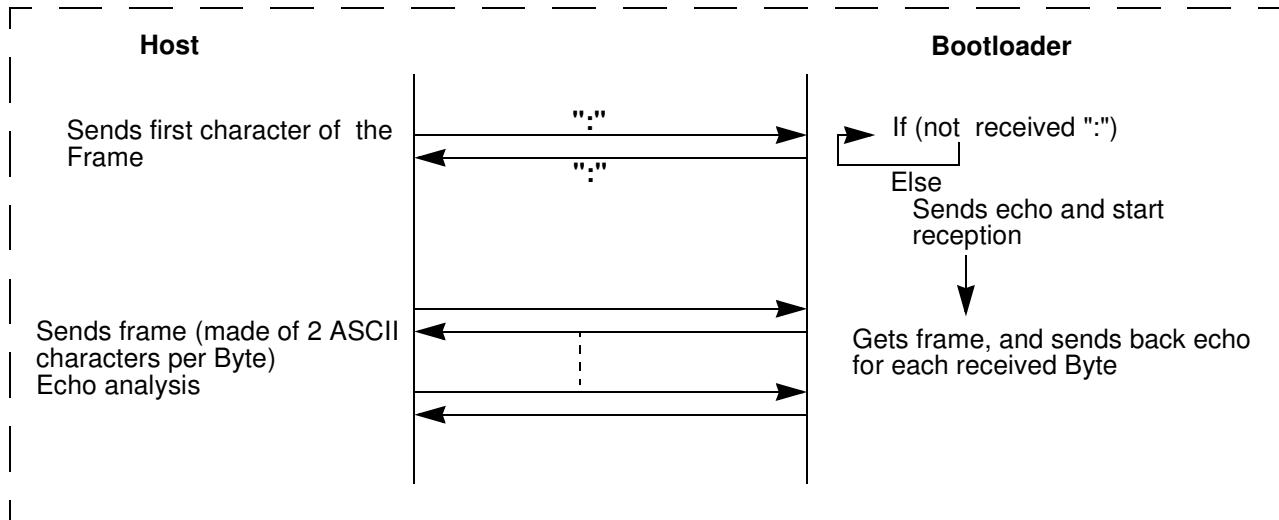 Host
Bootloader
Sends first character of the
Frame
":"
":"
If (not received ":")
Else
Sends echo and start
reception
Sends frame (made of 2 ASCII
characters per Byte)
Echo analysis
Gets frame, and sends back echo
for each received Byte